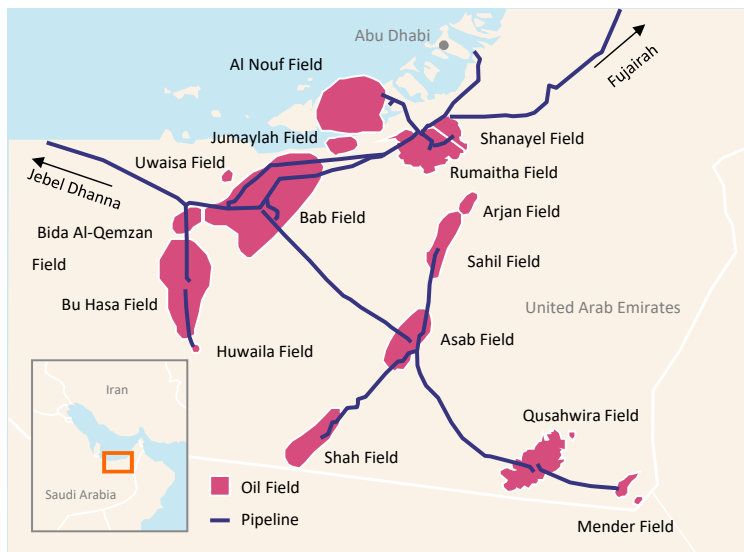 Abu Dhabi
Al Nouf Field
Fujairah
Jumaylah Field
Shanayel Field
Uwaisa Field
Rumaitha Field
Jebel Dhanna
Arjan Field
Bab Field
Bida Al-Qemzan
Field
Sahil Field
Bu Hasa Field
United Arab Emirates
Asab Field
Huwaila Field
Iran
Qusahwira Field
Shah Field
Saudi Arabia
Oil Field
Pipeline
Mender Field